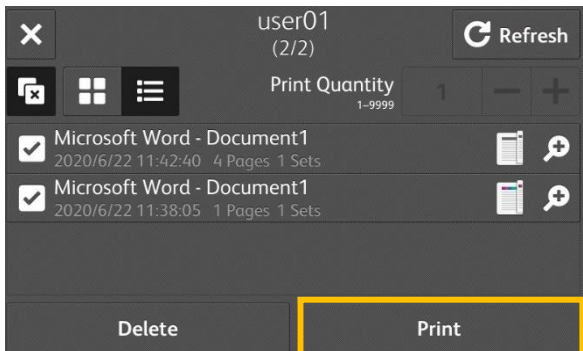 user01
(2/2)
Refresh
Print Quantity
1-9999
1
Microsoft Word - Document1
2020/6/22 11:42:40 4 Pages 1 Sets
Microsoft Word - Document1
2020/6/22 11:38:05 1 Pages 1 Sets
Delete
Print